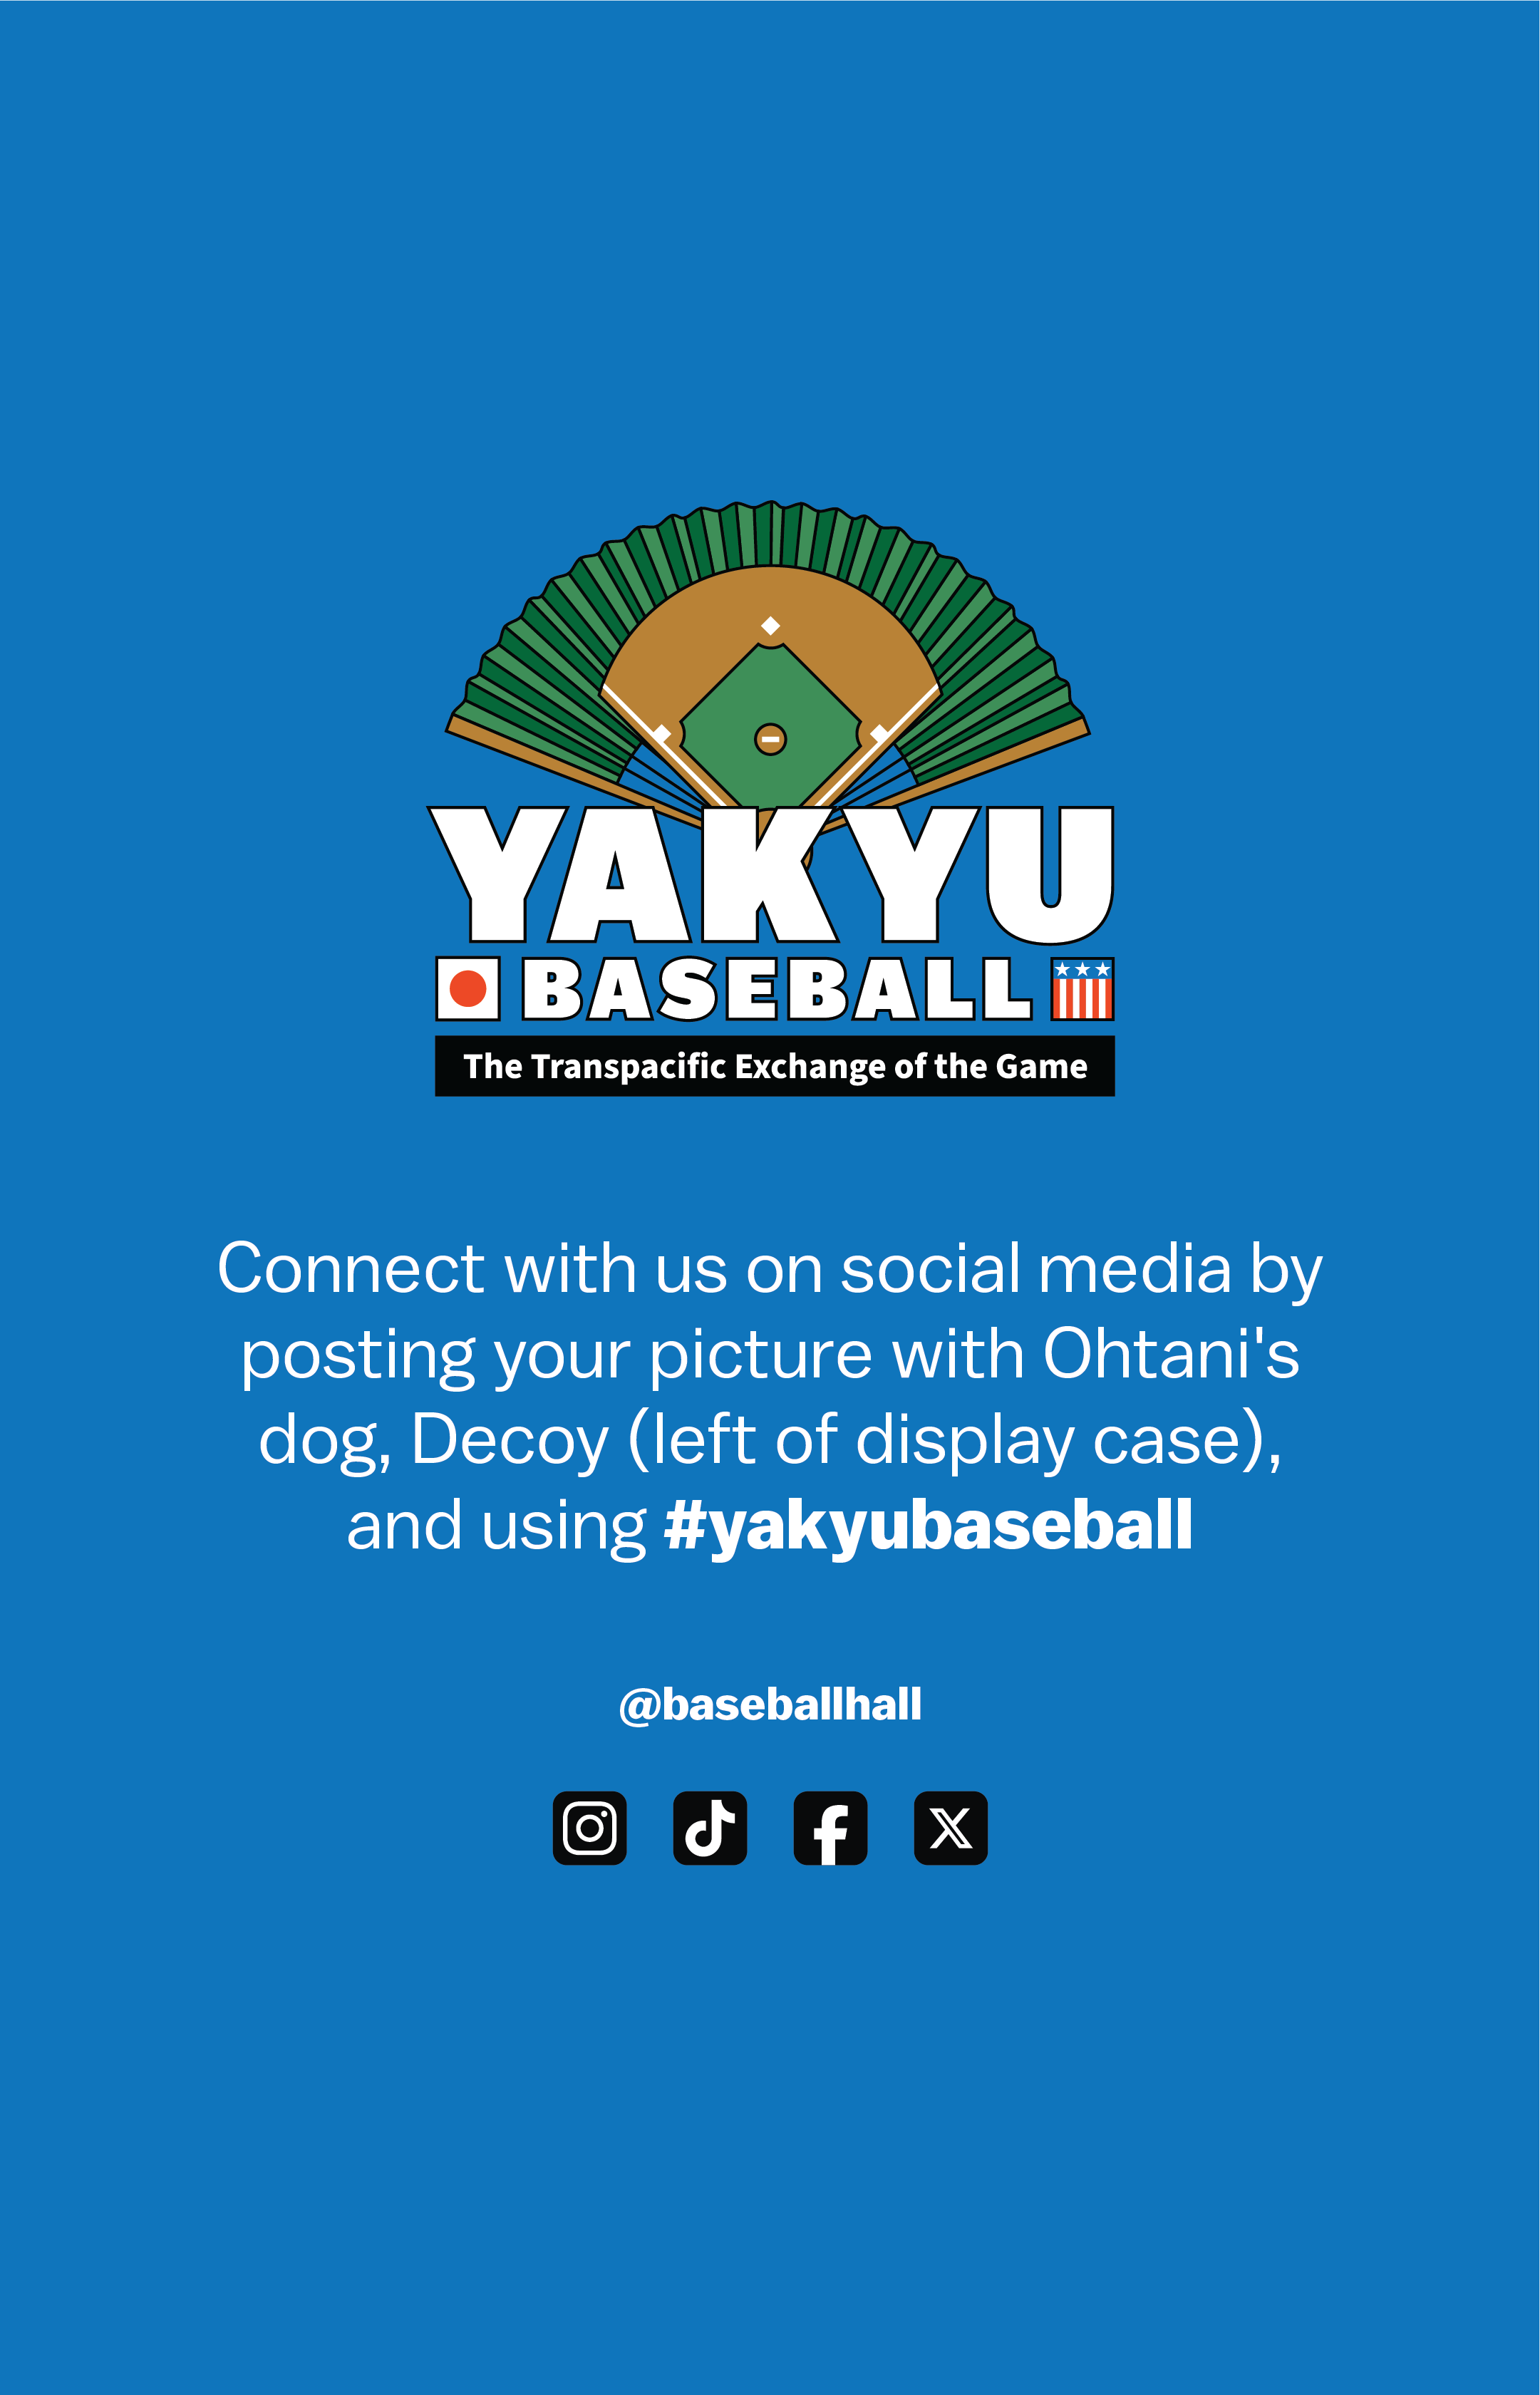 YAKYU
BASEBALL
The Transpacific Exchange of the Game
Connect with us on social media by
posting your picture with Ohtani's
dog, Decoy (left of display case),
and using #yakyubaseball
@baseballhall